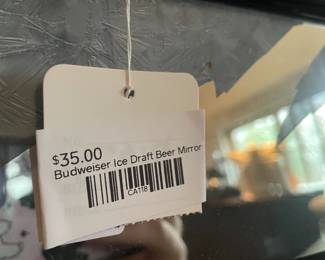 $35.00
Budweiser Ice Draft Beer Mirror
CA118